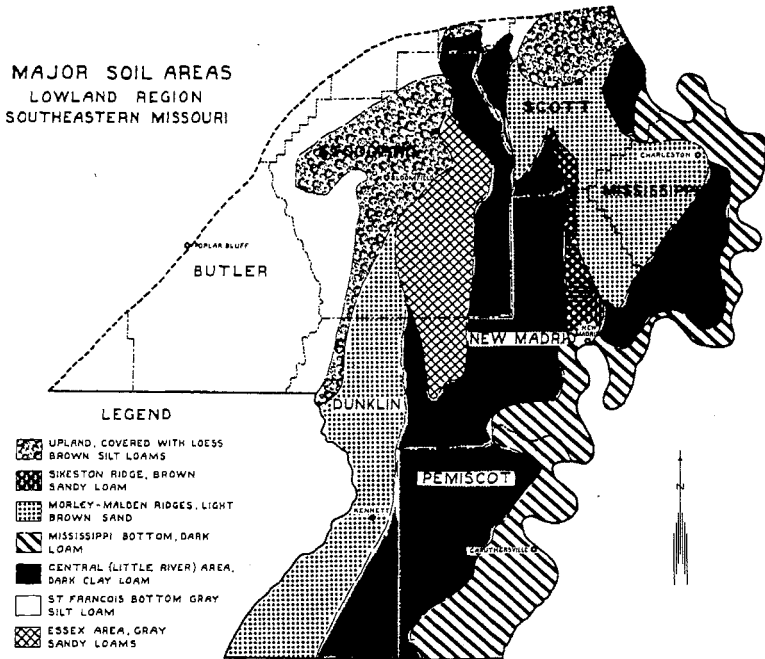 MAJOR SOIL AREAS
LOWLAND REGION
SOUTHEASTERN MISSOURI
SCOTT
CHARLESTON
MISSISSIPPI
STODDARD
BLOOMFIELD
POPLAR BLUFF
BUTLER
NEW MADRID
NEW MADRID
DUNKLIN
PEMISCOT
KENNETT
CARUTHERSVILLE
N
LEGEND
UPLAND, COVERED WITH LOESS
BROWN SILT LOAMS
SIKESTON RIDGE, BROWN
SANDY LOAM
MORLEY-MALDEN RIDGES, LIGHT
BROWN SAND
MISSISSIPPI BOTTOM, DARK
LOAM
CENTRAL (LITTLE RIVER) AREA,
DARK CLAY LOAM
ST FRANCOIS BOTTOM GRAY
SILT LOAM
ESSEX AREA, GRAY
SANDY LOAMS